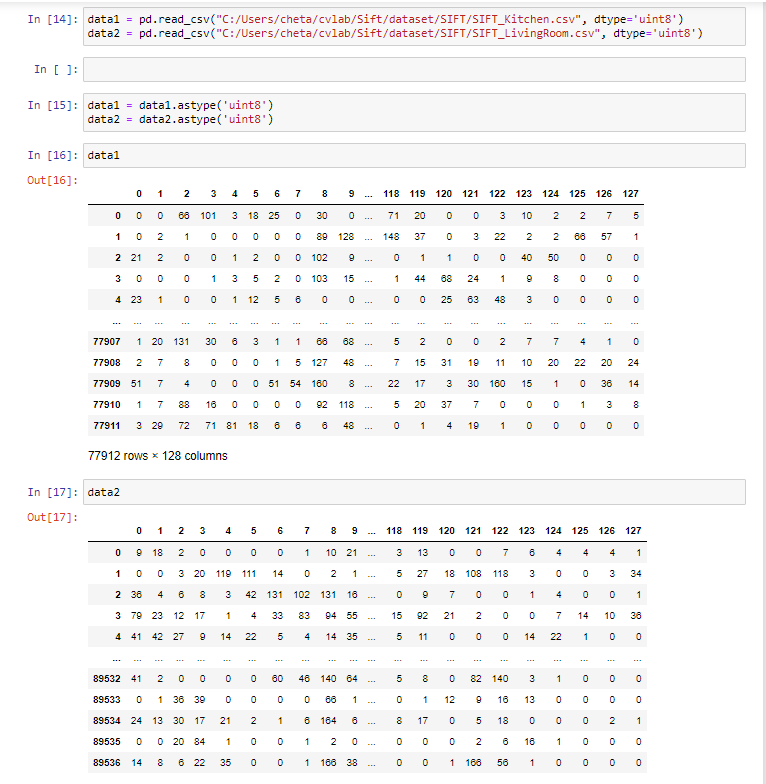 In [14]: data1 = pd.read_csv("C:/Users/cheta/cvlab/Sift/dataset/SIFT/SIFT_Kitchen.csv", dtype='uint8')
data2 = pd.read_csv("C:/Users/cheta/cvlab/Sift/dataset/SIFT/SIFT_LivingRoom.csv", dtype='uint8')
In [ ]:
In [15]: data1 = data1.astype('uint8')
data2 = data2.astype('uint8')
In [16]: data1
Out[16]:
0 1 2 3 4 5 6 7 8 9 ... 118 119 120 121 122 123 124 125 126 127
0 0 0 66 101 3 18 25 0 30 0 ... 71 20 0 0 3 10 2 2 7 5
1 0 2 1 0 0 0 0 0 89 128 ... 148 37 0 3 22 2 2 66 57 1
2 21 2 0 0 1 2 0 0 102 9 ... 0 1 1 0 0 40 50 0 0 0
3 0 0 0 1 3 5 2 0 103 15 ... 1 44 68 24 1 9 8 0 0 0
4 23 1 0 0 1 12 5 6 0 0 ... 0 0 25 63 48 3 0 0 0 0
... ... ... ... ... ... ... ... ... ... ... ... ... ... ... ... ... ... ... ... ... ...
77907 1 20 131 30 6 3 1 1 66 68 ... 5 2 0 0 2 7 7 4 1 0
77908 2 7 8 0 0 0 1 5 127 48 ... 7 15 31 19 11 10 20 22 20 24
77909 51 7 4 0 0 0 51 54 160 8 ... 22 17 3 30 160 15 1 0 36 14
77910 1 7 88 16 0 0 0 0 92 118 ... 5 20 37 7 0 0 0 1 3 8
77911 3 29 72 71 81 18 6 6 6 48 ... 0 1 4 19 1 0 0 0 0 0
77912 rows × 128 columns
In [17]: data2
Out[17]:
0 1 2 3 4 5 6 7 8 9 ... 118 119 120 121 122 123 124 125 126 127
0 9 18 2 0 0 0 0 1 10 21 ... 3 13 0 0 7 6 4 4 4 1
1 0 0 3 20 119 111 14 0 2 1 ... 5 27 18 108 118 3 0 0 3 34
2 36 4 6 8 3 42 131 102 131 16 ... 0 9 7 0 0 1 4 0 0 1
3 79 23 12 17 1 4 33 83 94 55 ... 15 92 21 2 0 0 7 14 10 36
4 41 42 27 9 14 22 5 4 14 35 ... 5 11 0 0 0 14 22 1 0 0
... ... ... ... ... ... ... ... ... ... ... ... ... ... ... ... ... ... ... ... ... ...
89532 41 2 0 0 0 0 60 46 140 64 ... 5 8 0 82 140 3 1 0 0 0
89533 0 1 36 39 0 0 0 0 66 1 ... 0 1 12 9 16 13 0 0 0 0
89534 24 13 30 17 21 2 1 6 164 6 ... 8 17 0 5 18 0 0 0 2 1
89535 0 0 20 84 1 0 0 1 2 0 ... 0 0 0 2 6 16 1 0 0 0
89536 14 8 6 22 35 0 0 1 166 38 ... 0 0 1 166 56 1 0 0 0 0